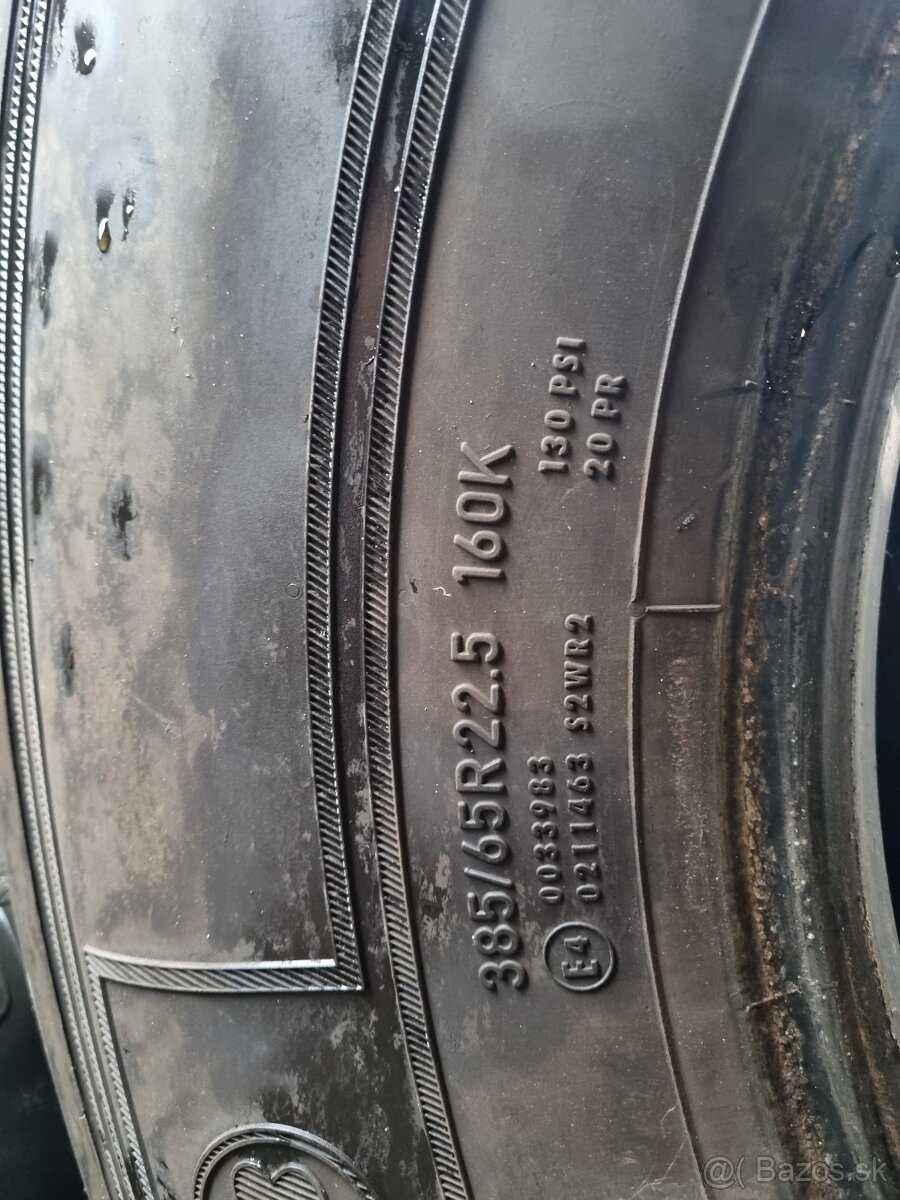 385/65R22.5 160K
130 PSI
20 PR
E4
0033983
0211463 S2WR2
@( Bazos.sk